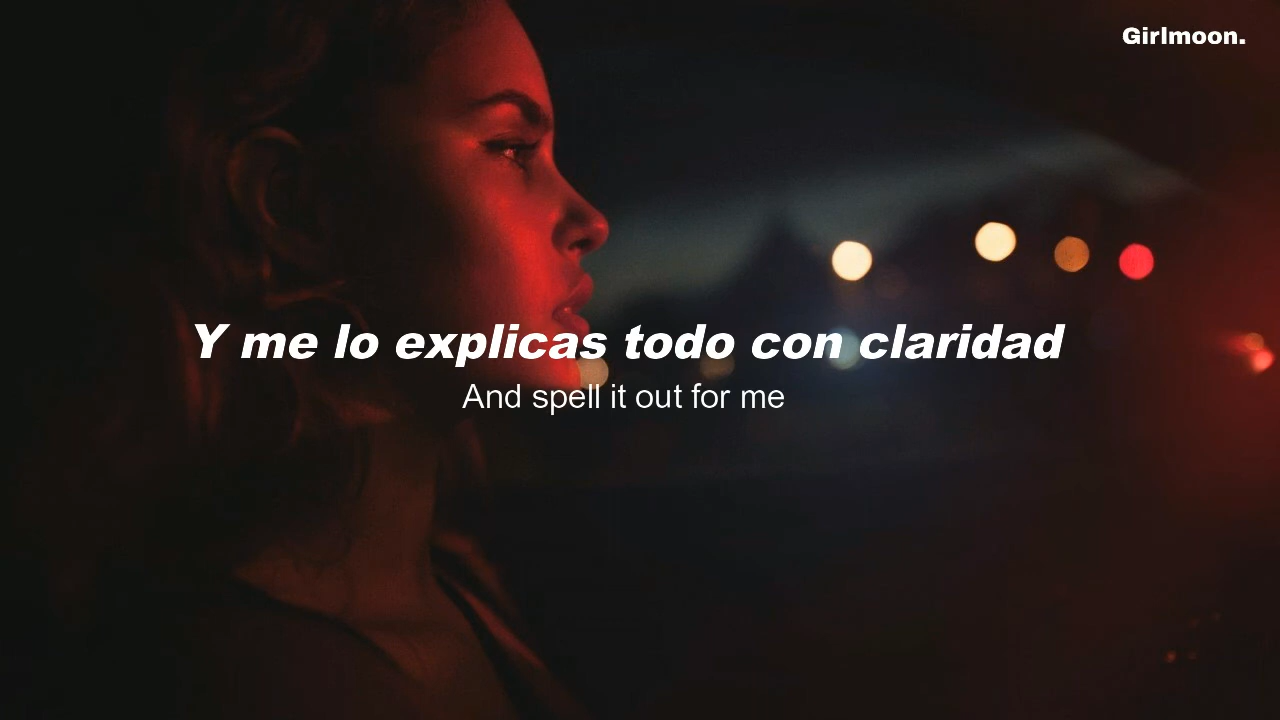 Girlmoon.
Y me lo explicas todo con claridad
And spell it out for me